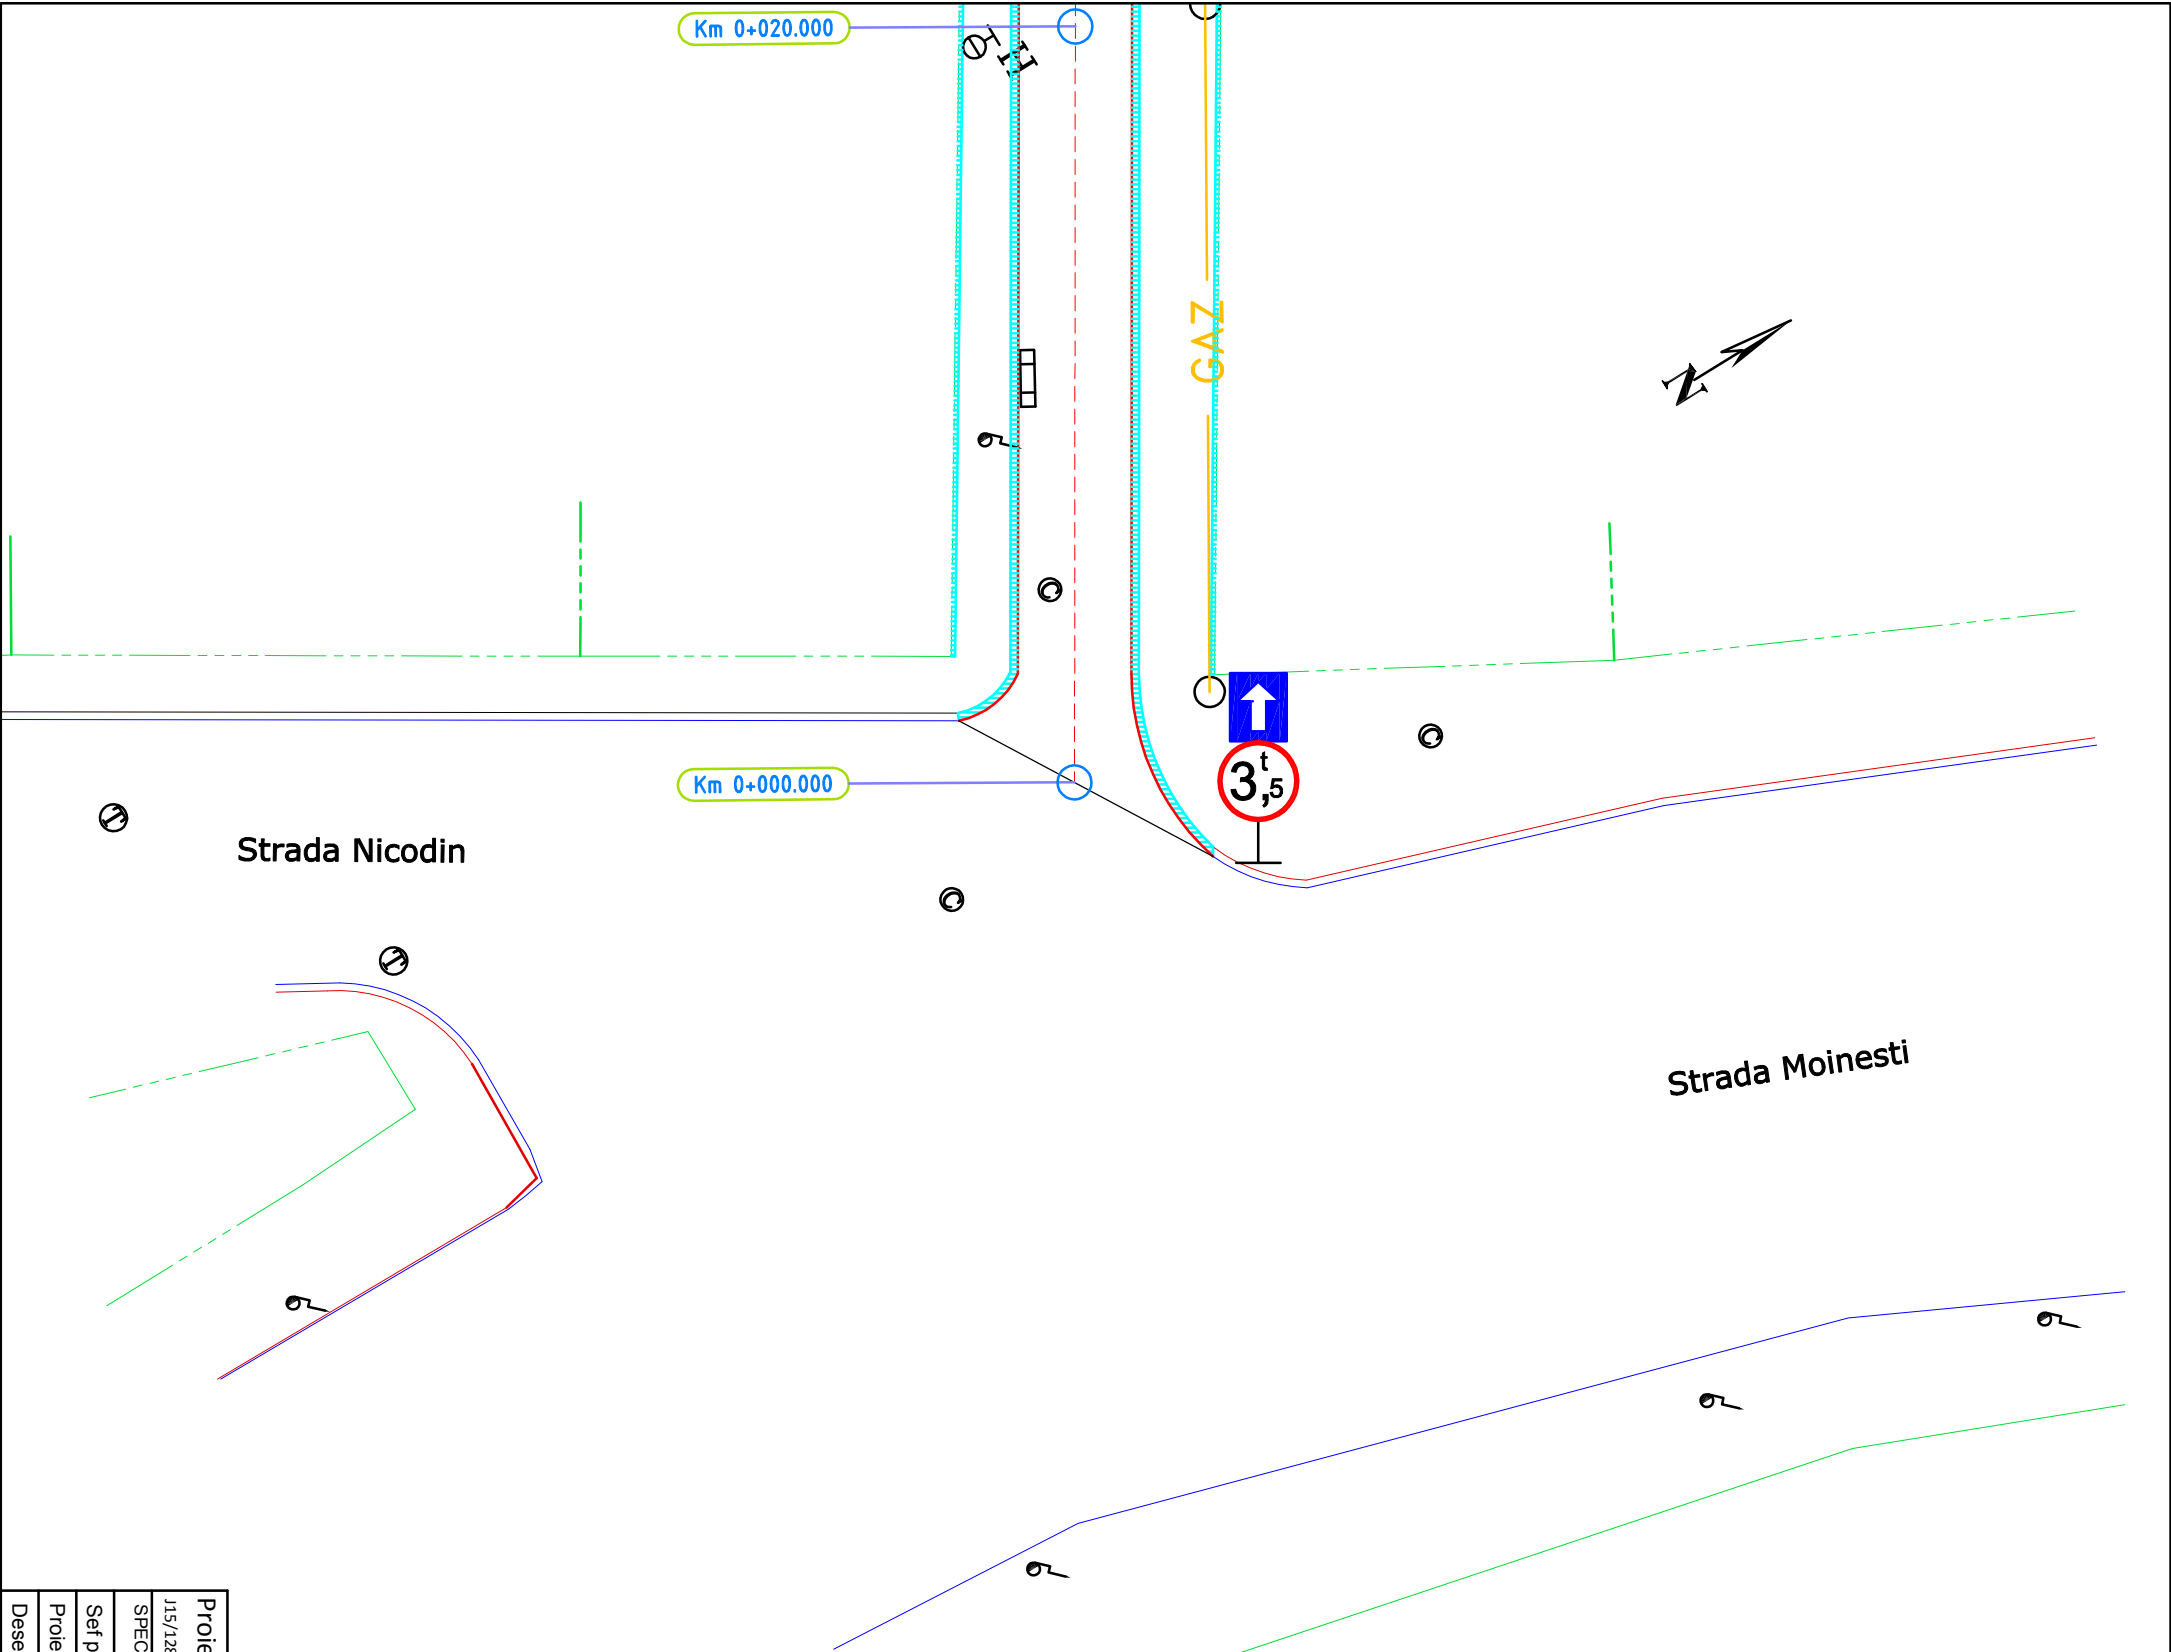 Km 0+020.000
H
GAZ
N
C
C
3,5
t
Km 0+000.000
T
Strada Nicodin
C
T
Strada Moinesti